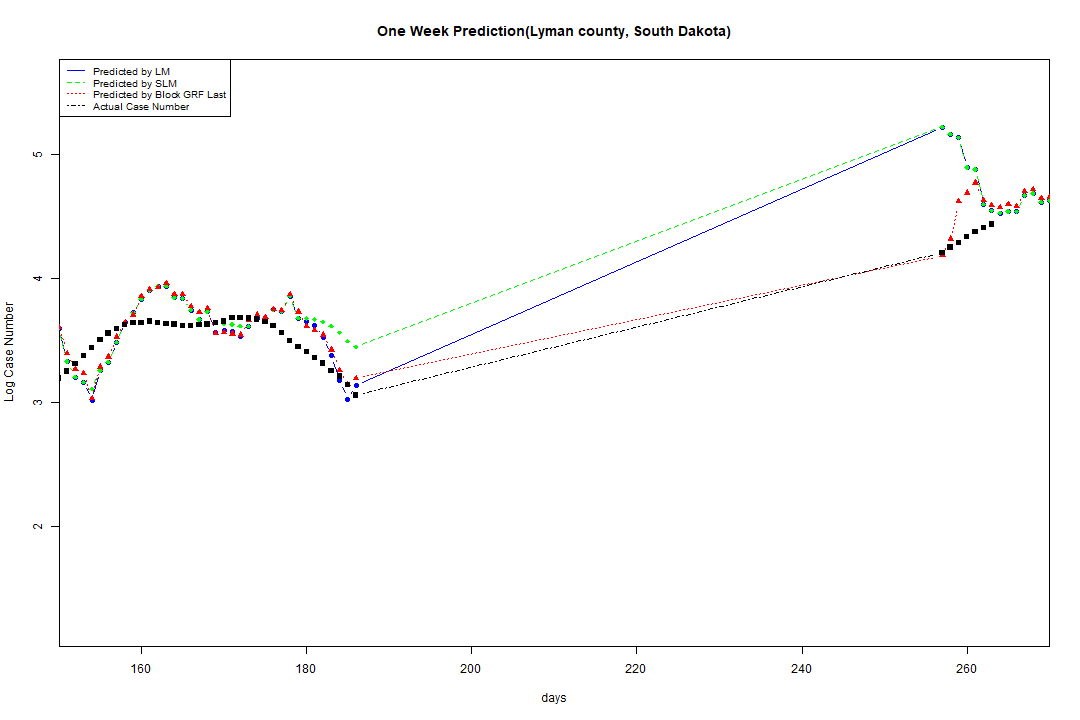 One Week Prediction(Lyman county, South Dakota)
Predicted by LM
Predicted by SLM
Predicted by Block GRF Last
Actual Case Number
5
4
3
2
Log Case Number
160 180 200 220 240 260
days